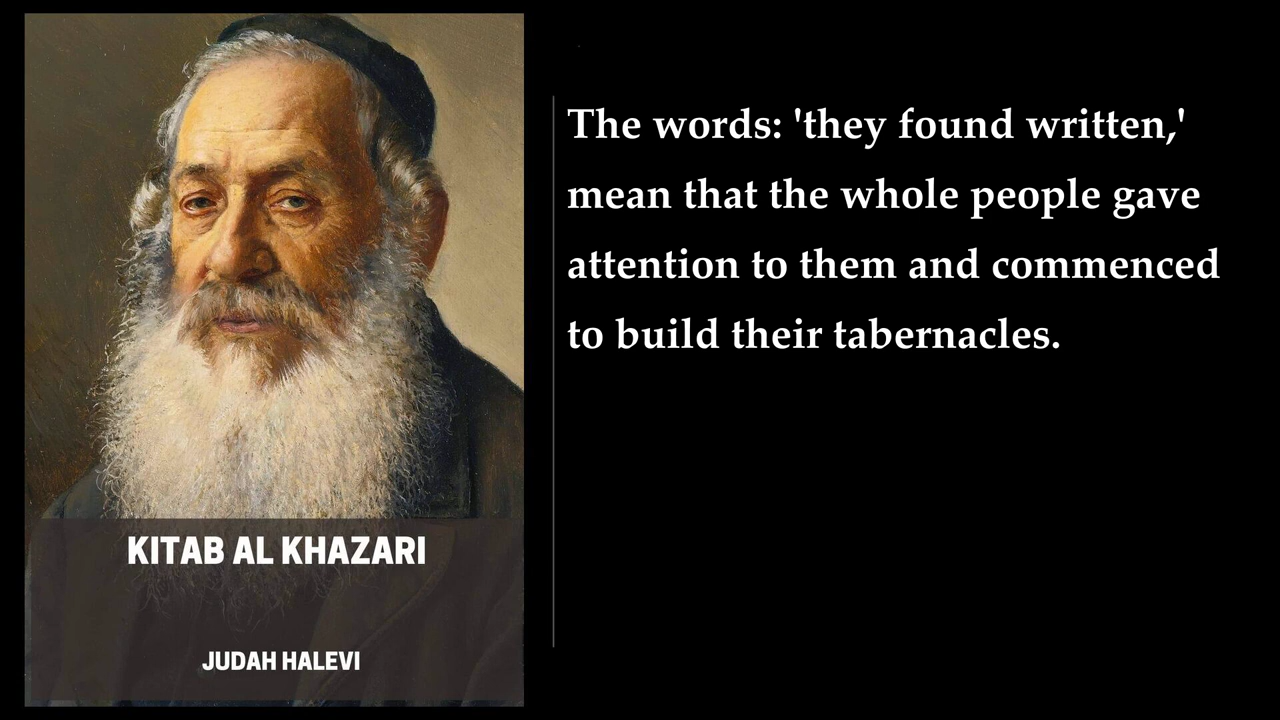 KITAB AL KHAZARI
JUDAH HALEVI
The words: 'they found written,'
mean that the whole people gave
attention to them and commenced
to build their tabernacles.